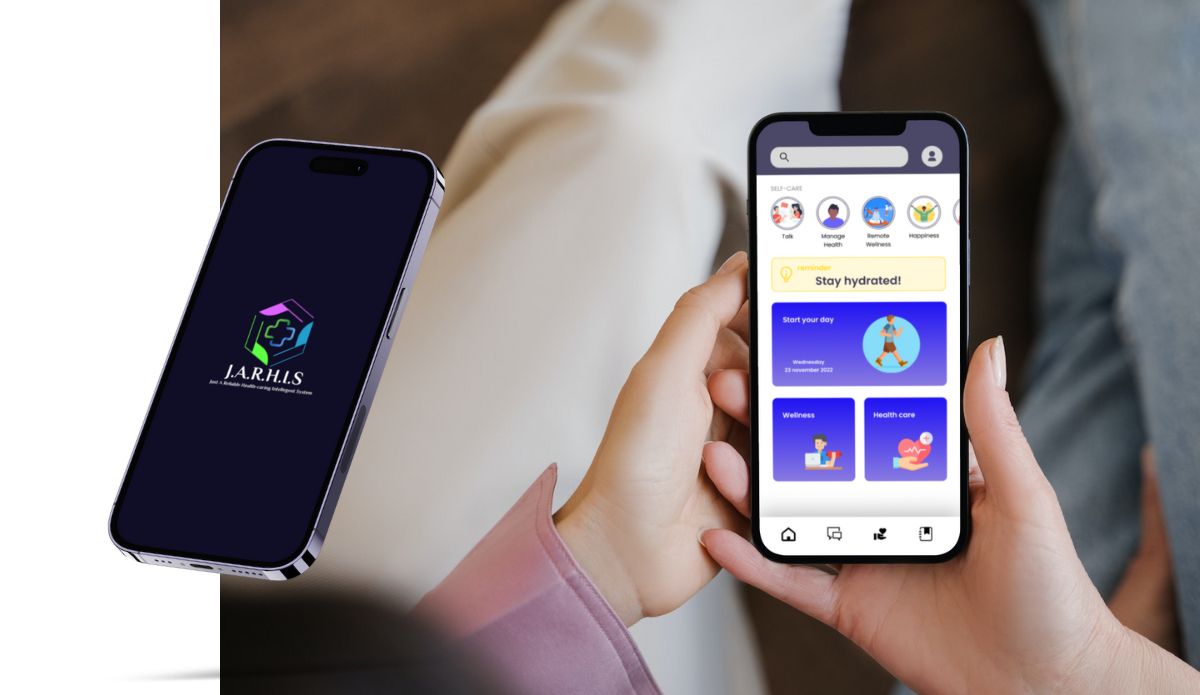 J.A.R.H.I.S
Just A Reliable Health-caring Intellegent System
SELF-CARE
Talk
Manage
Health
Remote
Wellness
Happiness
reminder
Stay hydrated!
Start your day
Wednesday
23 november 2022
Wellness
Health care